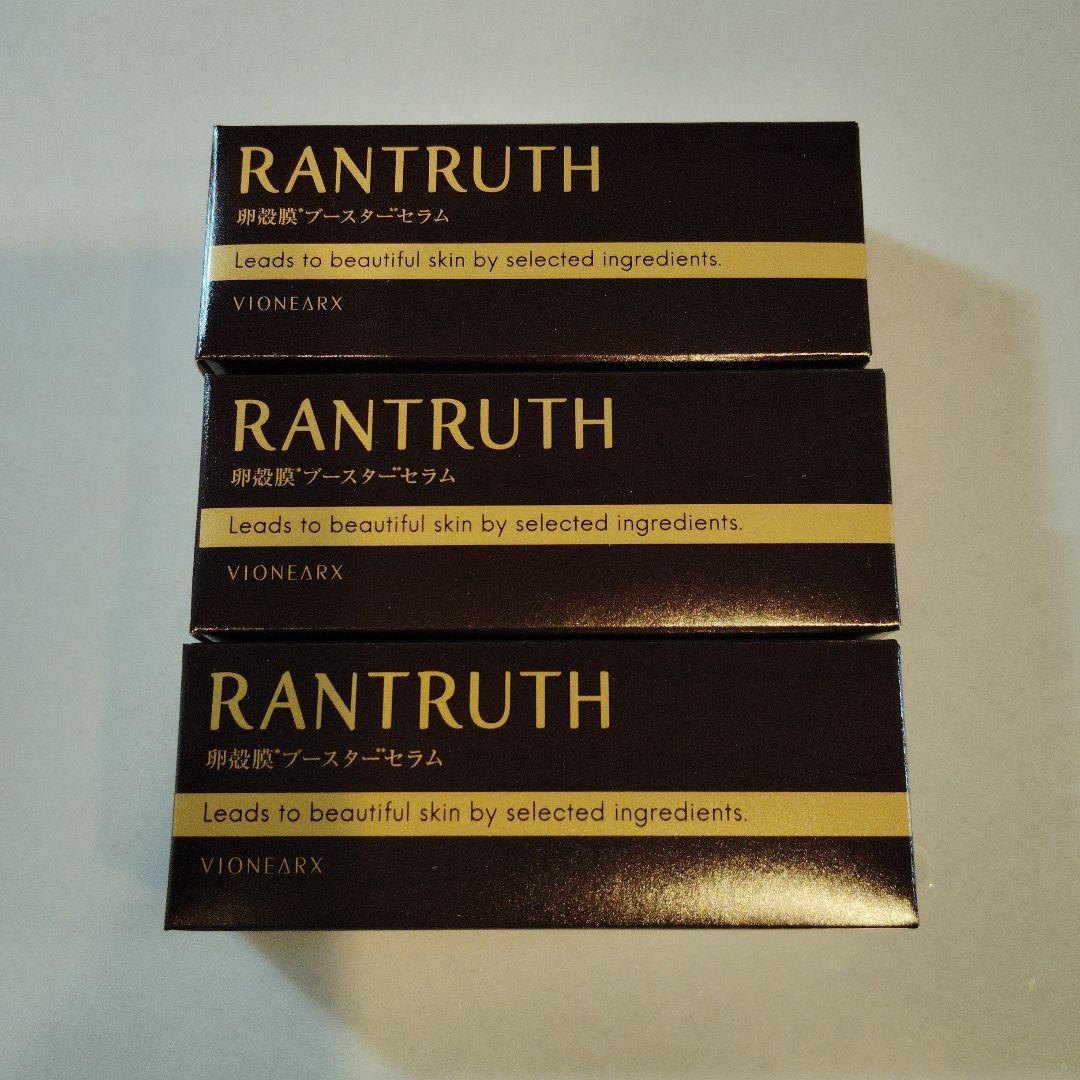 RANTRUTH
卵殻膜*ブースター**セラム
Leads to beautiful skin by selected ingredients.
VIONEARX
RANTRUTH
卵殻膜*ブースター**セラム
Leads to beautiful skin by selected ingredients.
VIONEARX
RANTRUTH
卵殻膜*ブースター**セラム
Leads to beautiful skin by selected ingredients.
VIONEARX